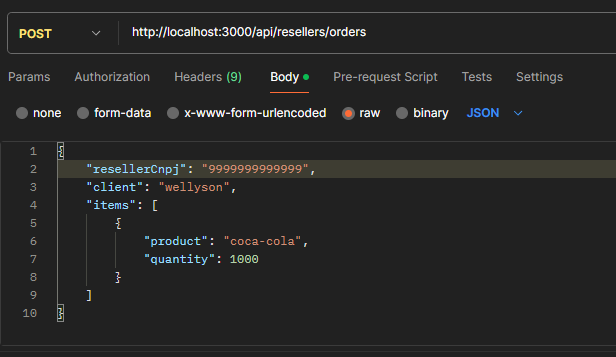 POST http://localhost:3000/api/resellers/orders
Params Authorization Headers (9) Body Pre-request Script Tests Settings
none form-data x-www-form-urlencoded raw binary JSON
1 {
2 "resellerCnpj": "9999999999999",
3 "client": "wellyson",
4 "items": [
5 {
6 "product": "coca-cola",
7 "quantity": 1000
8 }
9 ]
10 }